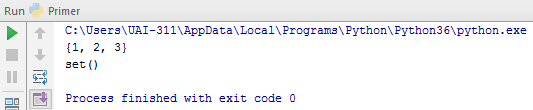 Run Primer
C:\Users\UAI-311\AppData\Local\Programs\Python\Python36\python.exe
{1, 2, 3}
set()
Process finished with exit code 0